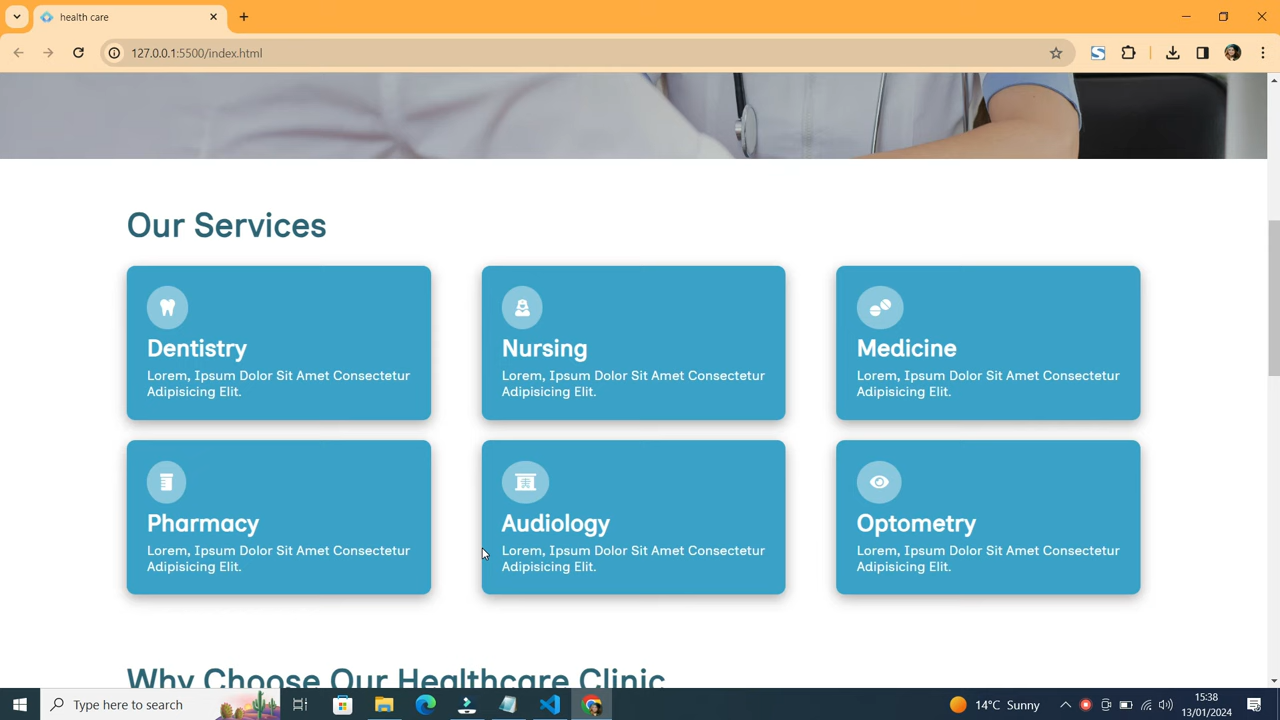 health care
127.0.0.1:5500/index.html
Our Services
Dentistry
Lorem, Ipsum Dolor Sit Amet Consectetur
Adipisicing Elit.
Nursing
Lorem, Ipsum Dolor Sit Amet Consectetur
Adipisicing Elit.
Medicine
Lorem, Ipsum Dolor Sit Amet Consectetur
Adipisicing Elit.
Pharmacy
Lorem, Ipsum Dolor Sit Amet Consectetur
Adipisicing Elit.
Audiology
Lorem, Ipsum Dolor Sit Amet Consectetur
Adipisicing Elit.
Optometry
Lorem, Ipsum Dolor Sit Amet Consectetur
Adipisicing Elit.
Why Choose Our Healthcare Clinic
Type here to search
14°C Sunny
15:38
13/01/2024